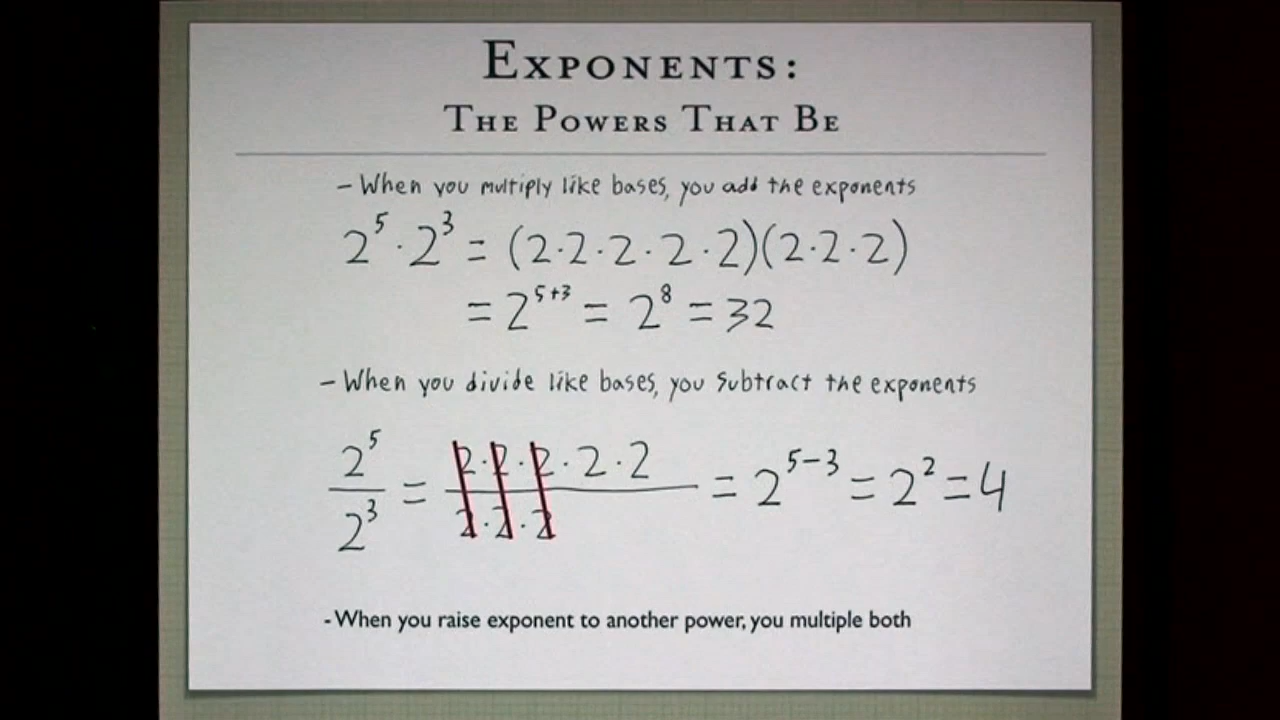 EXPONENTS:
THE POWERS THAT BE
- When you multiply like bases, you add the exponents
2⁵ · 2³ = (2·2·2·2·2)(2·2·2)
= 2⁵⁺³ = 2⁸ = 32
- When you divide like bases, you subtract the exponents
2⁵/2³ = 2·2·2·2·2/2·2·2 = 2⁵⁻³ = 2² = 4
- When you raise exponent to another power, you multiple both